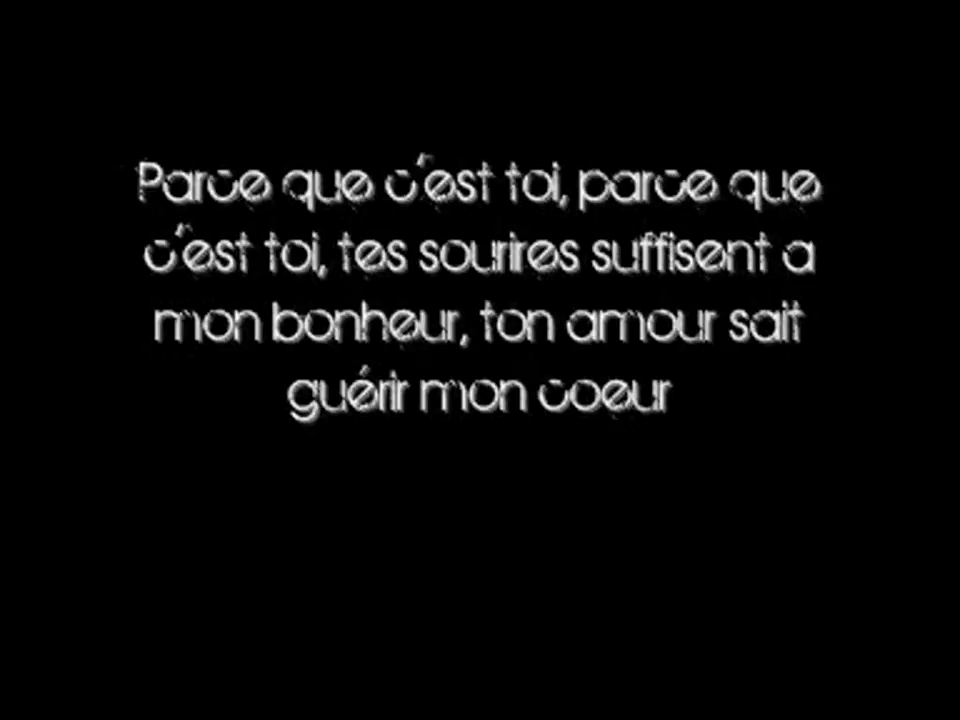 Parce que c'est toi, parce que
c'est toi, tes sourires suffisent a
mon bonheur, ton amour sait
guérir mon coeur